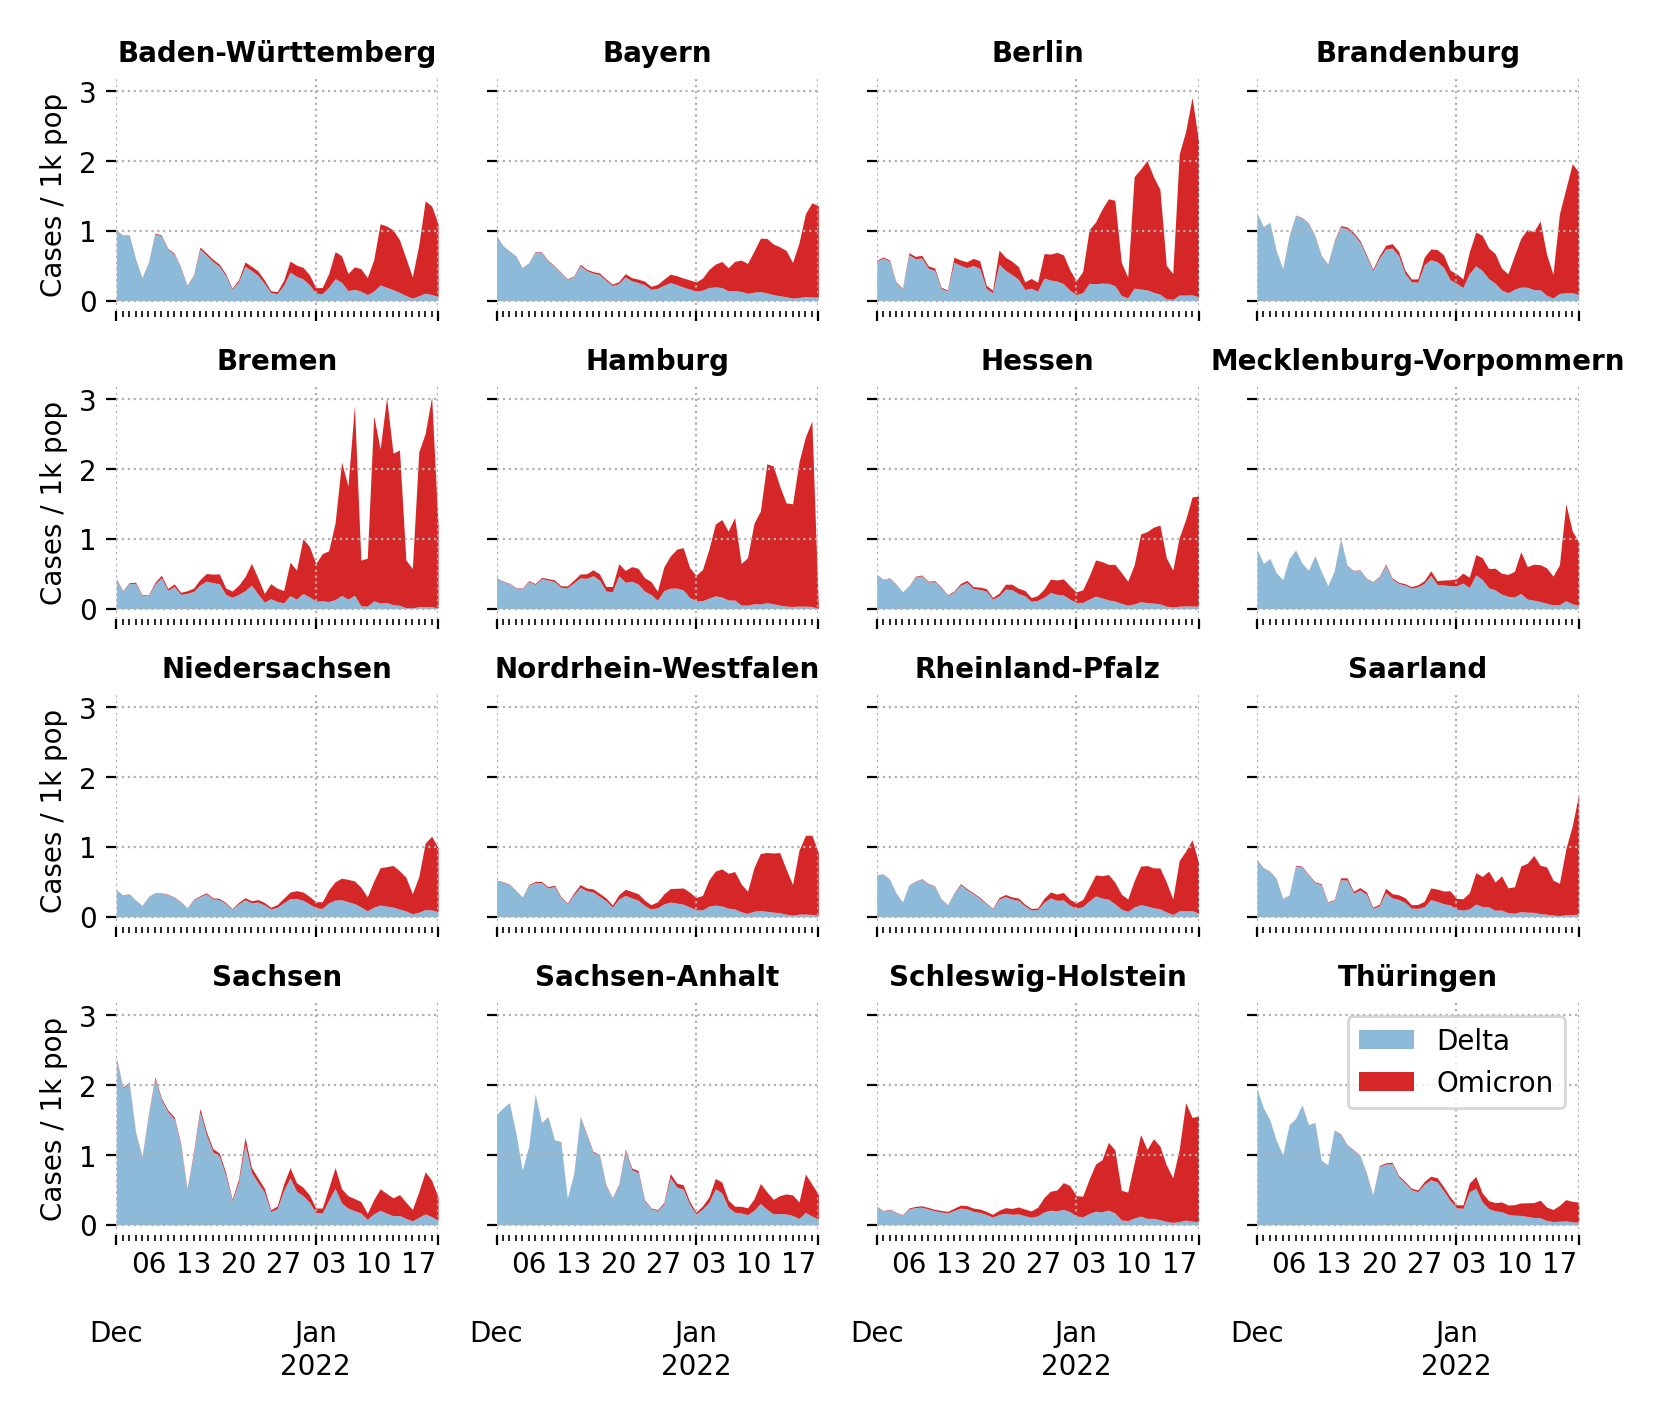 Baden-Württemberg Bayern Berlin Brandenburg
3
2
1
0
Cases / 1k pop
Bremen Hamburg Hessen Mecklenburg-Vorpommern
3
2
1
0
Cases / 1k pop
Niedersachsen Nordrhein-Westfalen Rheinland-Pfalz Saarland
3
2
1
0
Cases / 1k pop
Sachsen Sachsen-Anhalt Schleswig-Holstein Thüringen
3
2
1
0
Cases / 1k pop
Delta
Omicron
06 13 20 27 03 10 17 06 13 20 27 03 10 17 06 13 20 27 03 10 17 06 13 20 27 03 10 17
Dec Jan Dec Jan Dec Jan Dec Jan
2022 2022 2022 2022